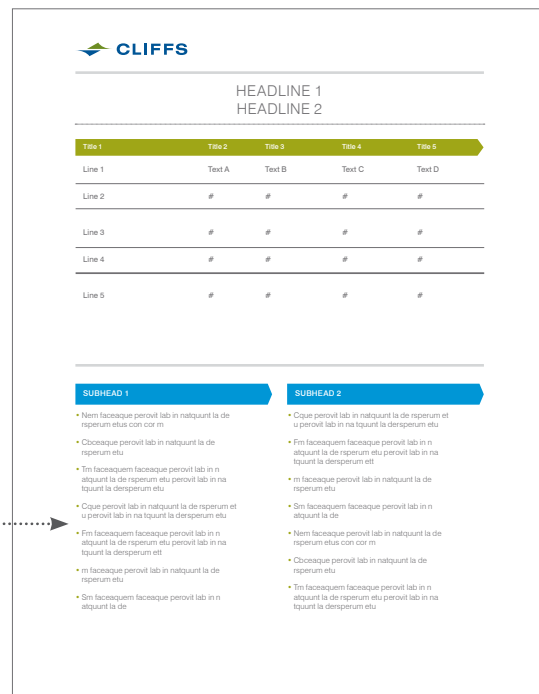 CLIFFS
HEADLINE 1
HEADLINE 2
Title 1 Title 2 Title 3 Title 4 Title 5
Line 1 Text A Text B Text C Text D
Line 2 # # # #
Line 3 # # # #
Line 4 # # # #
Line 5 # # # #
SUBHEAD 1
• Nem faceaque perovit lab in natquunt la de
rsperum etus con cor m
• Cbceaque perovit lab in natquunt la de
rsperum etu
• Tm faceaquem faceaque perovit lab in n
atquunt la de rsperum etu perovit lab in na
tquunt la dersperum etu
• Cque perovit lab in natquunt la de rsperum et
u perovit lab in na tquunt la dersperum etu
• Fm faceaquem faceaque perovit lab in n
atquunt la de rsperum etu perovit lab in na
tquunt la dersperum ett
• m faceaque perovit lab in natquunt la de
rsperum etu
• Sm faceaquem faceaque perovit lab in n
atquunt la de
SUBHEAD 2
• Cque perovit lab in natquunt la de rsperum et
u perovit lab in na tquunt la dersperum etu
• Fm faceaquem faceaque perovit lab in n
atquunt la de rsperum etu perovit lab in na
tquunt la dersperum ett
• m faceaque perovit lab in natquunt la de
rsperum etu
• Sm faceaquem faceaque perovit lab in n
atquunt la de
• Nem faceaque perovit lab in natquunt la de
rsperum etus con cor m
• Cbceaque perovit lab in natquunt la de
rsperum etu
• Tm faceaquem faceaque perovit lab in n
atquunt la de rsperum etu perovit lab in na
tquunt la dersperum etu